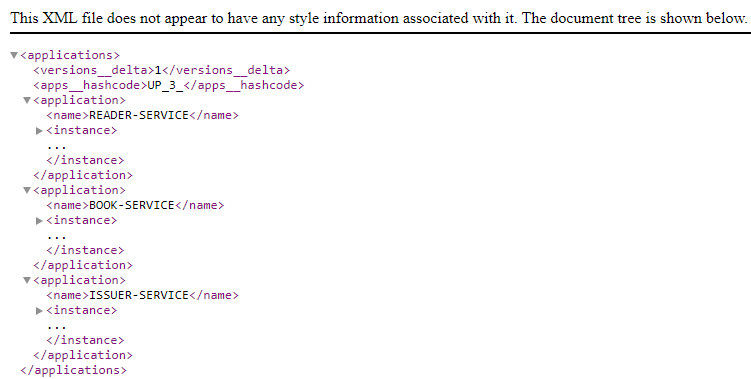 This XML file does not appear to have any style information associated with it. The document tree is shown below.
▼<applications>
<versions__delta>1</versions__delta>
<apps__hashcode>UP_3_</apps__hashcode>
▼<application>
<name>READER-SERVICE</name>
▶<instance>
...
</instance>
</application>
▼<application>
<name>BOOK-SERVICE</name>
▶<instance>
...
</instance>
</application>
▼<application>
<name>ISSUER-SERVICE</name>
▶<instance>
...
</instance>
</application>
</applications>